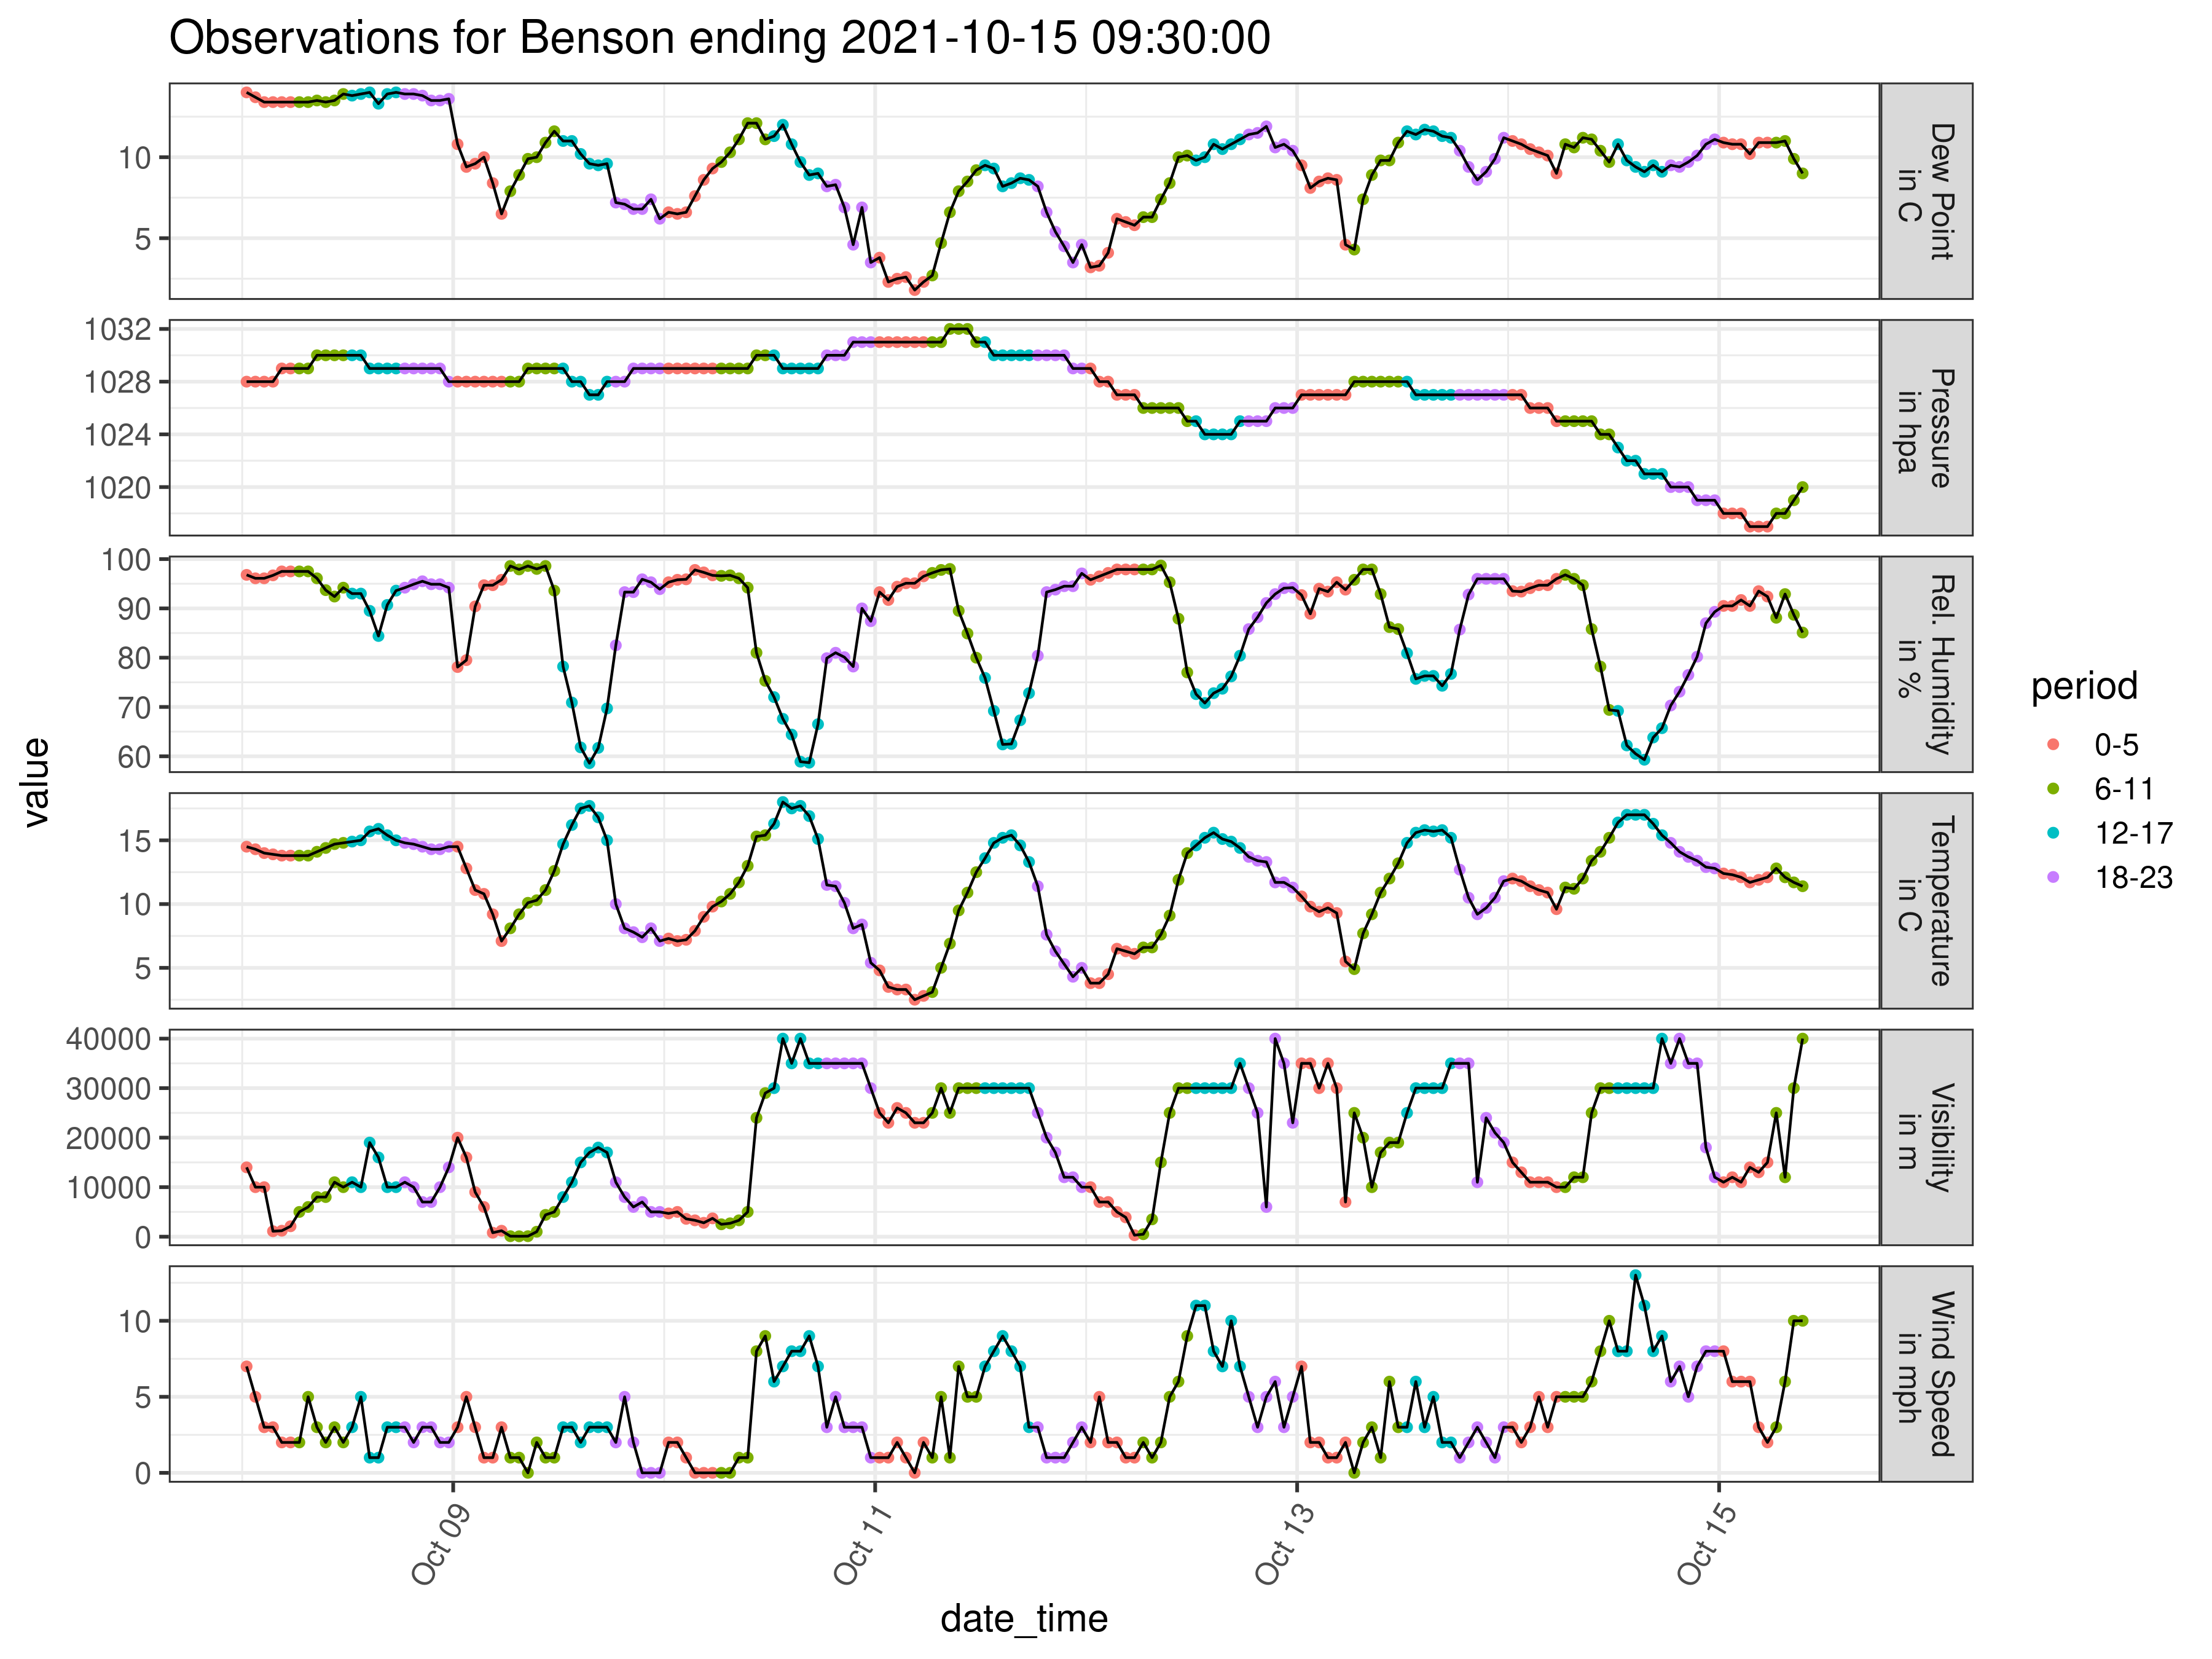 Observations for Benson ending 2021-10-15 09:30:00
10
5
Dew Point
in C
1032
1028
1024
1020
Pressure
in hpa
100
90
80
70
60
Rel. Humidity
in %
15
10
5
Temperature
in C
40000
30000
20000
10000
0
Visibility
in m
10
5
0
Wind Speed
in mph
value
Oct 09
Oct 11
Oct 13
Oct 15
date_time
period
0-5
6-11
12-17
18-23